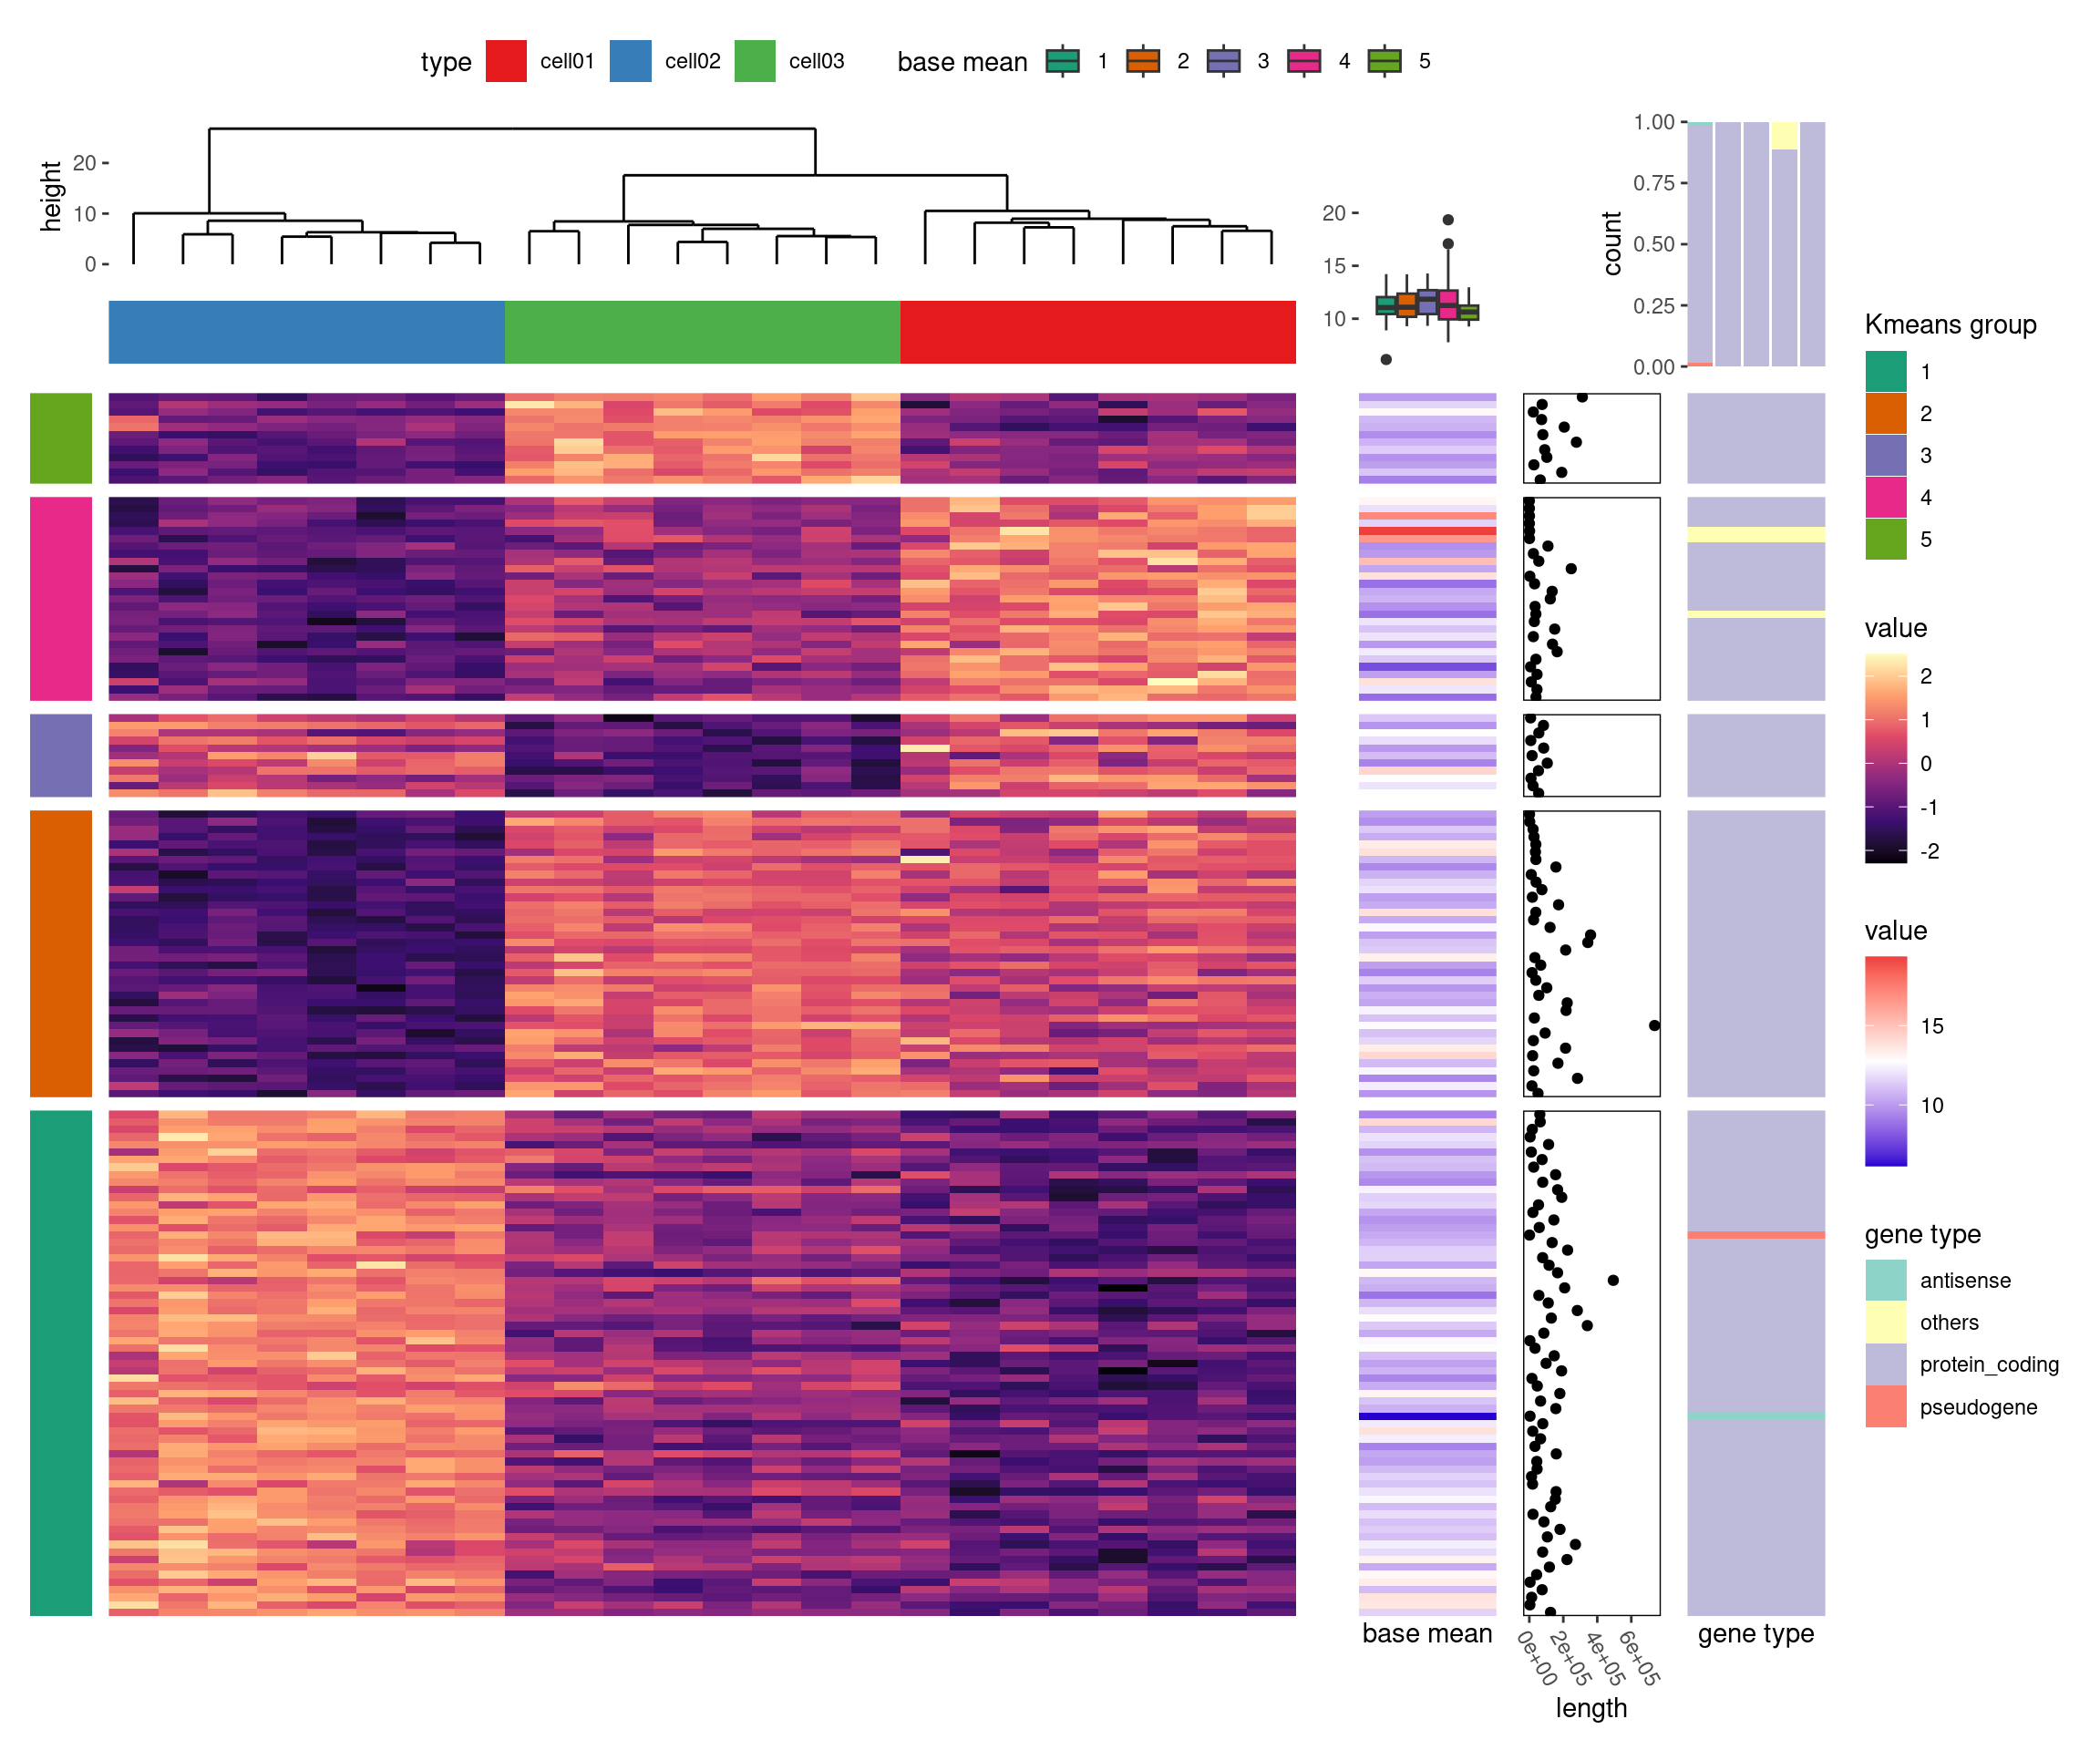 type cell01 cell02 cell03 base mean 1 2 3 4 5
height
20
10
0
20
15
10
count
1.00
0.75
0.50
0.25
0.00
Kmeans group
1
2
3
4
5
value
2
1
0
-1
-2
value
15
10
gene type
antisense
others
protein_coding
pseudogene
base mean
0e+00 2e+05 4e+05 6e+05
length
gene type